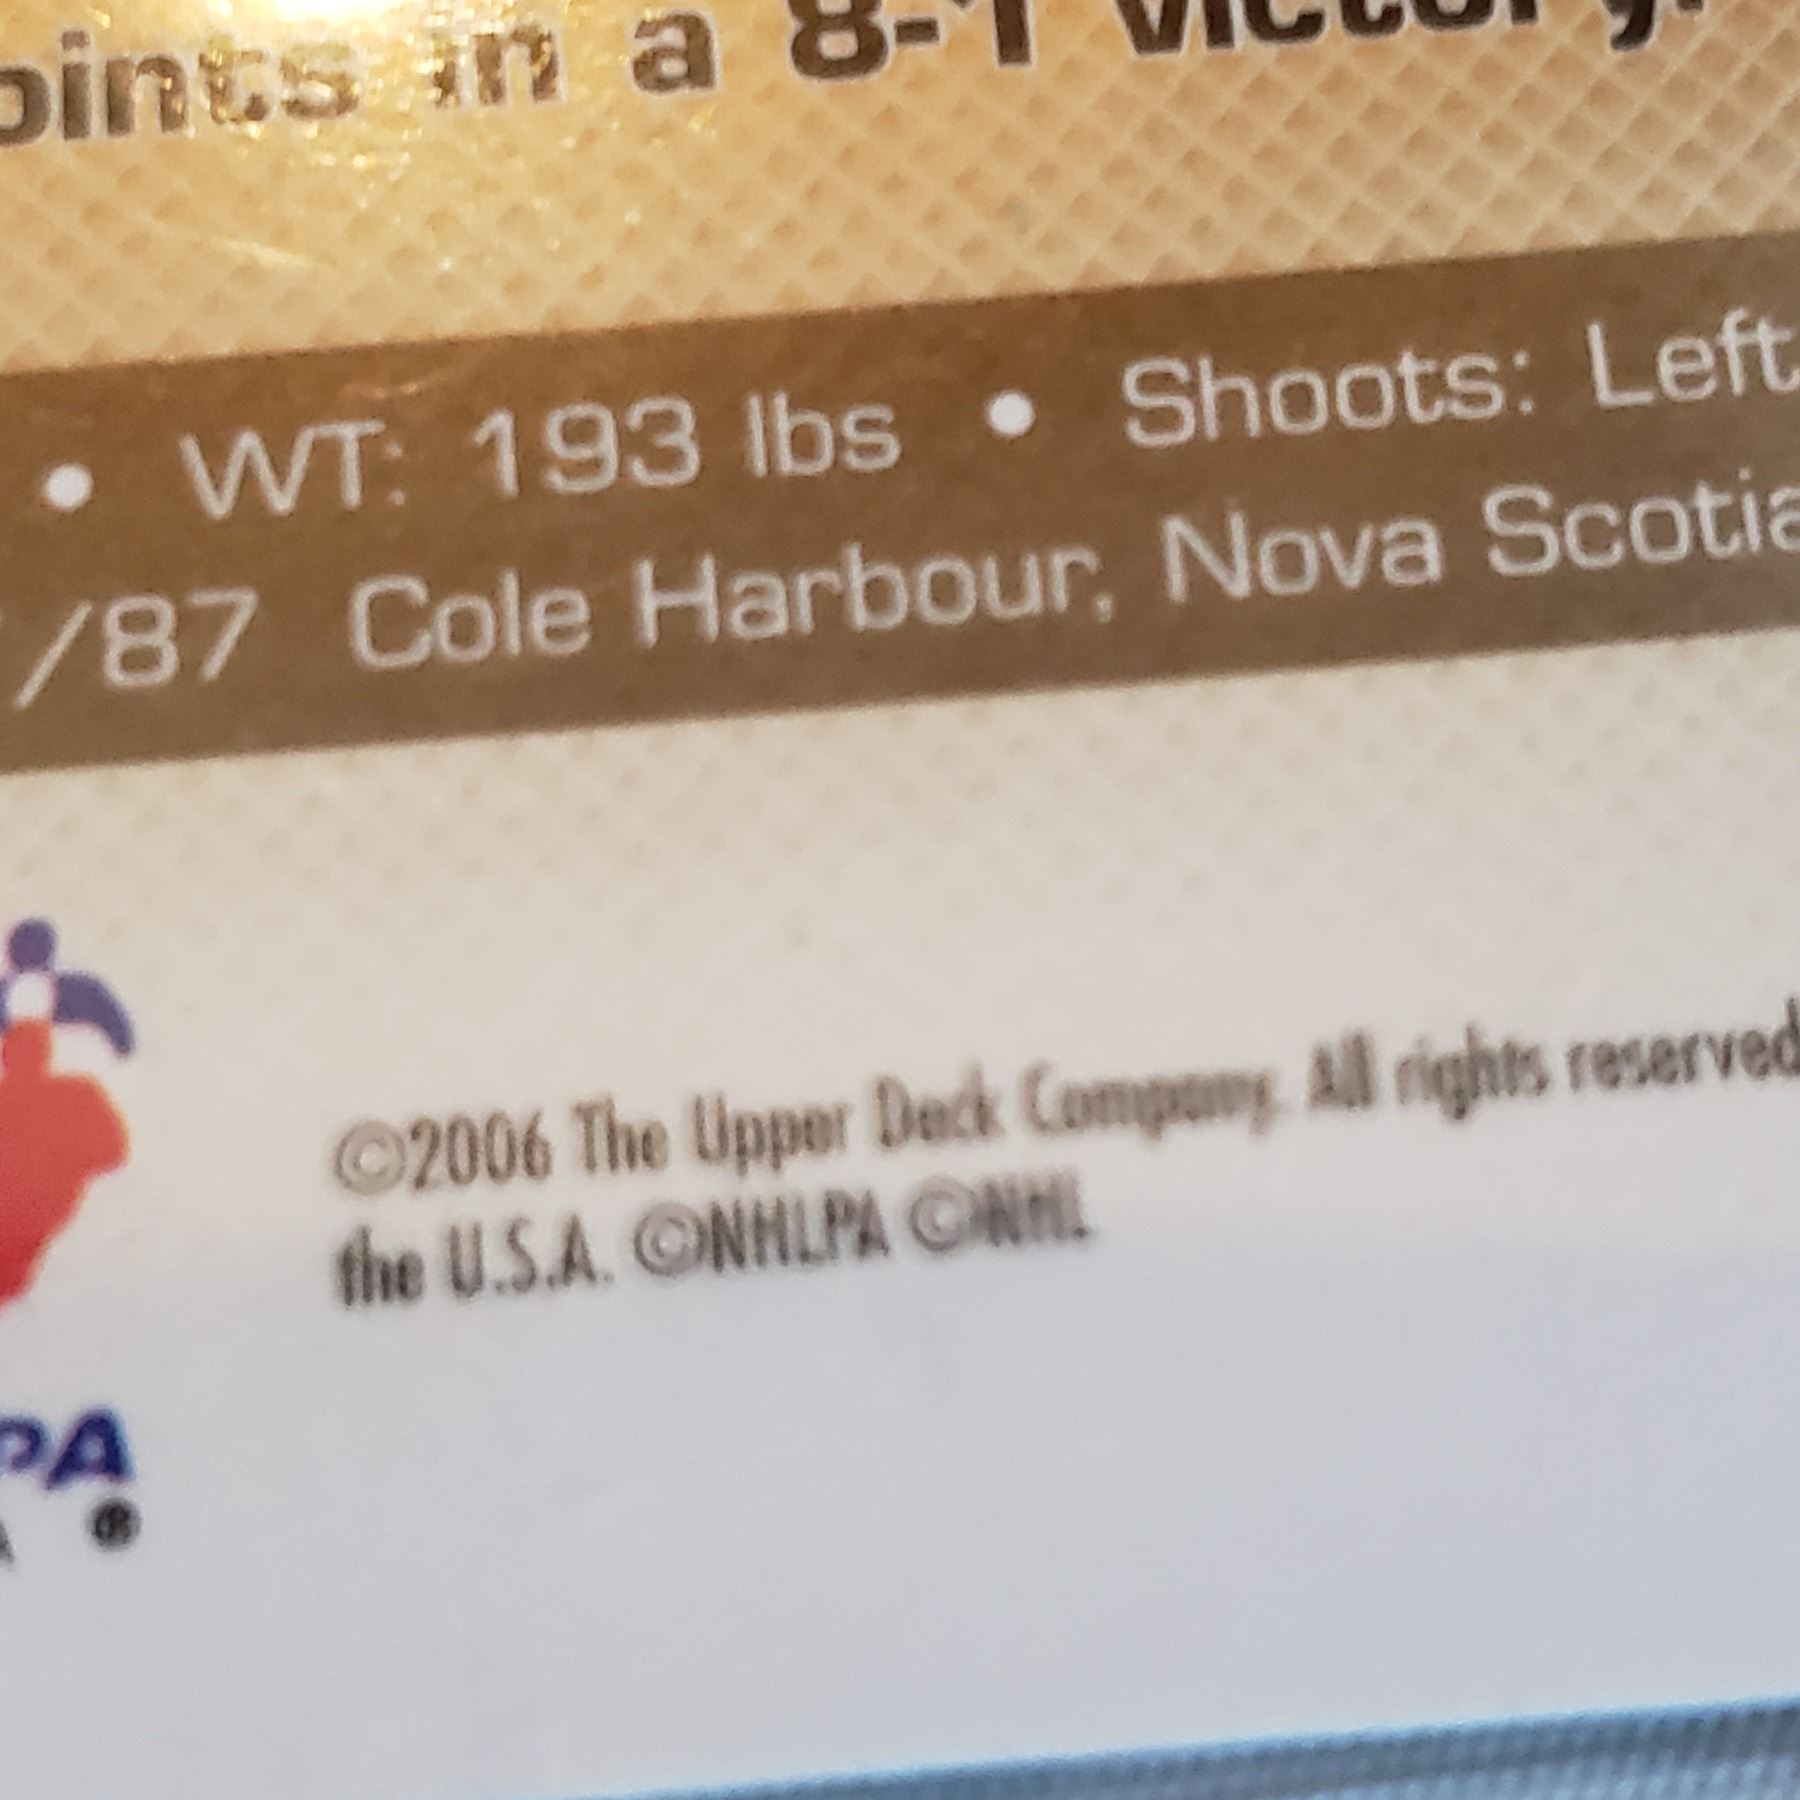 oints in a 8-1 victory.
• WT: 193 lbs • Shoots: Left
/87 Cole Harbour, Nova Scotia
©2006 The Upper Deck Company. All rights reserved
the U.S.A. ©NHLPA ©NHL
PA
®